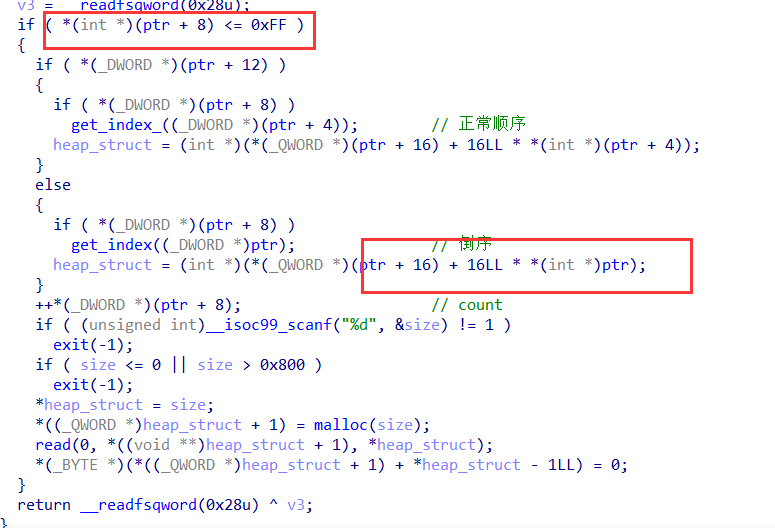 v3 = __readfsqword(0x28u);
if ( *(int *)(ptr + 8) <= 0xFF )
{
if ( *(_DWORD *)(ptr + 12) )
{
if ( *(_DWORD *)(ptr + 8) )
get_index_((_DWORD *)(ptr + 4)); // 正常顺序
heap_struct = (int *)(*(_QWORD *)(ptr + 16) + 16LL * *(int *)(ptr + 4));
}
else
{
if ( *(_DWORD *)(ptr + 8) )
get_index((_DWORD *)ptr); // 倒序
heap_struct = (int *)(*(_QWORD *)(ptr + 16) + 16LL * *(int *)ptr);
}
++*(_DWORD *)(ptr + 8); // count
if ( (unsigned int)__isoc99_scanf("%d", &size) != 1 )
exit(-1);
if ( size <= 0 || size > 0x800 )
exit(-1);
*heap_struct = size;
*((_QWORD *)heap_struct + 1) = malloc(size);
read(0, *((void **)heap_struct + 1), *heap_struct);
*(_BYTE *)(*((_QWORD *)heap_struct + 1) + *heap_struct - 1LL) = 0;
}
return __readfsqword(0x28u) ^ v3;
}